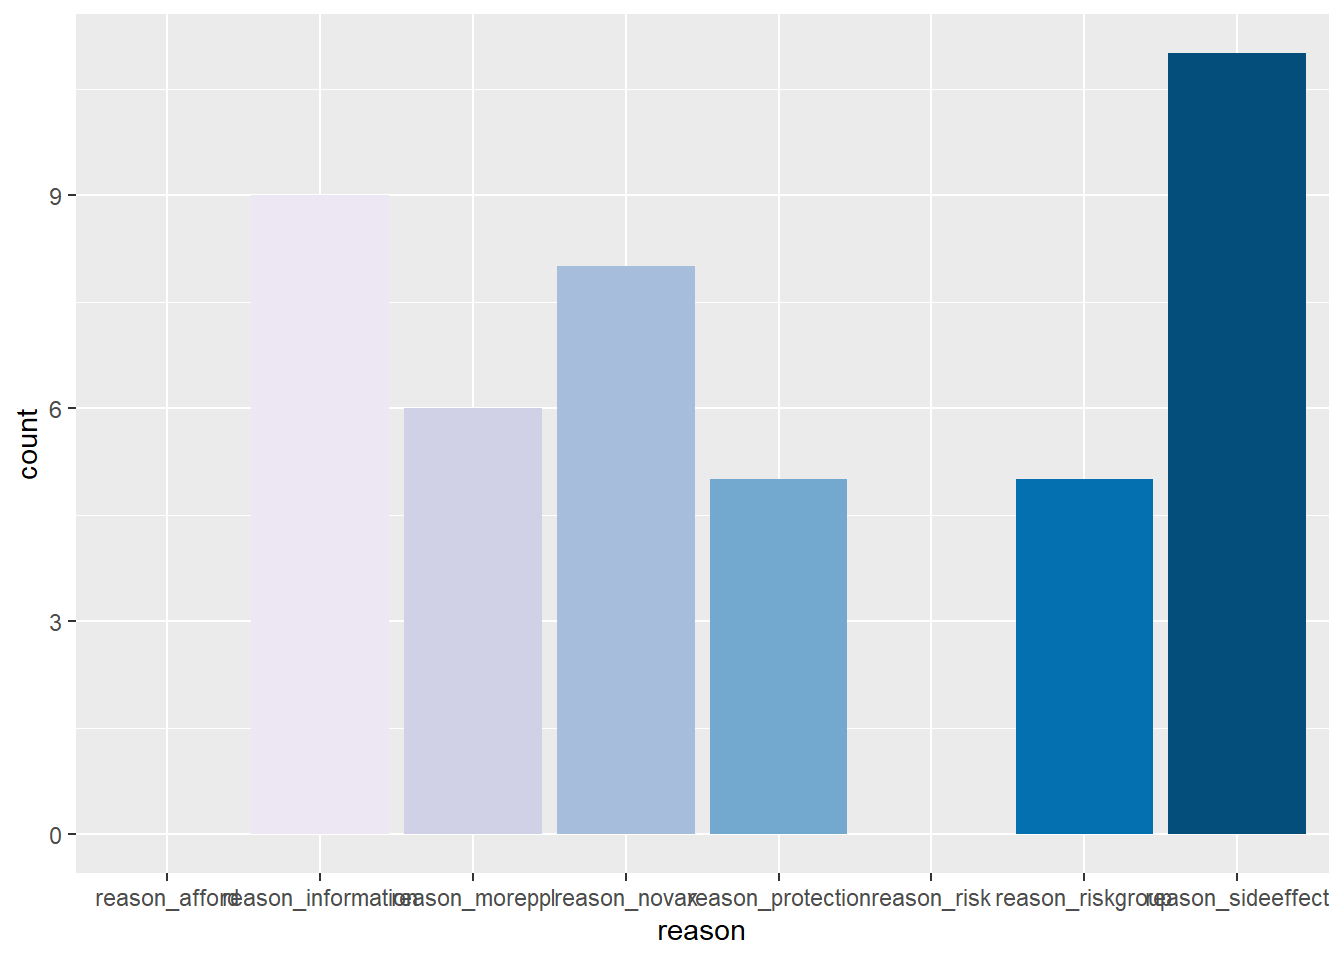 9
6
3
0
count
reason_afford reason_information reason_moreppl reason_novax reason_protection reason_risk reason_riskgroup reason_sideeffect
reason